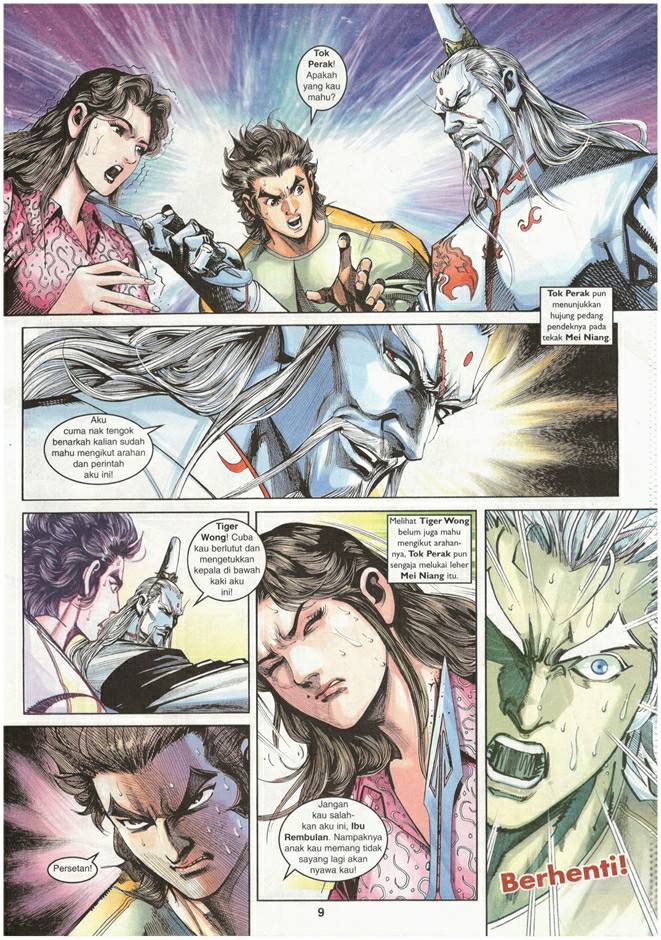 Tok
Perak! Apakah
yang kau
mahu?
Tok Perak pun
menunjukkan
hujung pedang
pendeknya pada
tekak Mei Niang.
Aku
cuma nak tengok
benarkah kalian sudah
mahu mengikut arahan
dan perintah
aku ini!
Tiger
Wong! Cuba
kau berlutut dan
mengetukkan
kepala di bawah
kaki aku
ini!
Melihat Tiger Wong
belum juga mahu
mengikut arahan-
nya, Tok Perak pun
sengaja melukai leher
Mei Niang itu.
Persetan!
Jangan
kau salah-
kan aku ini, Ibu
Rembulan. Nampaknya
anak kau memang tidak
sayang lagi akan
nyawa kau!
Berhenti!
9